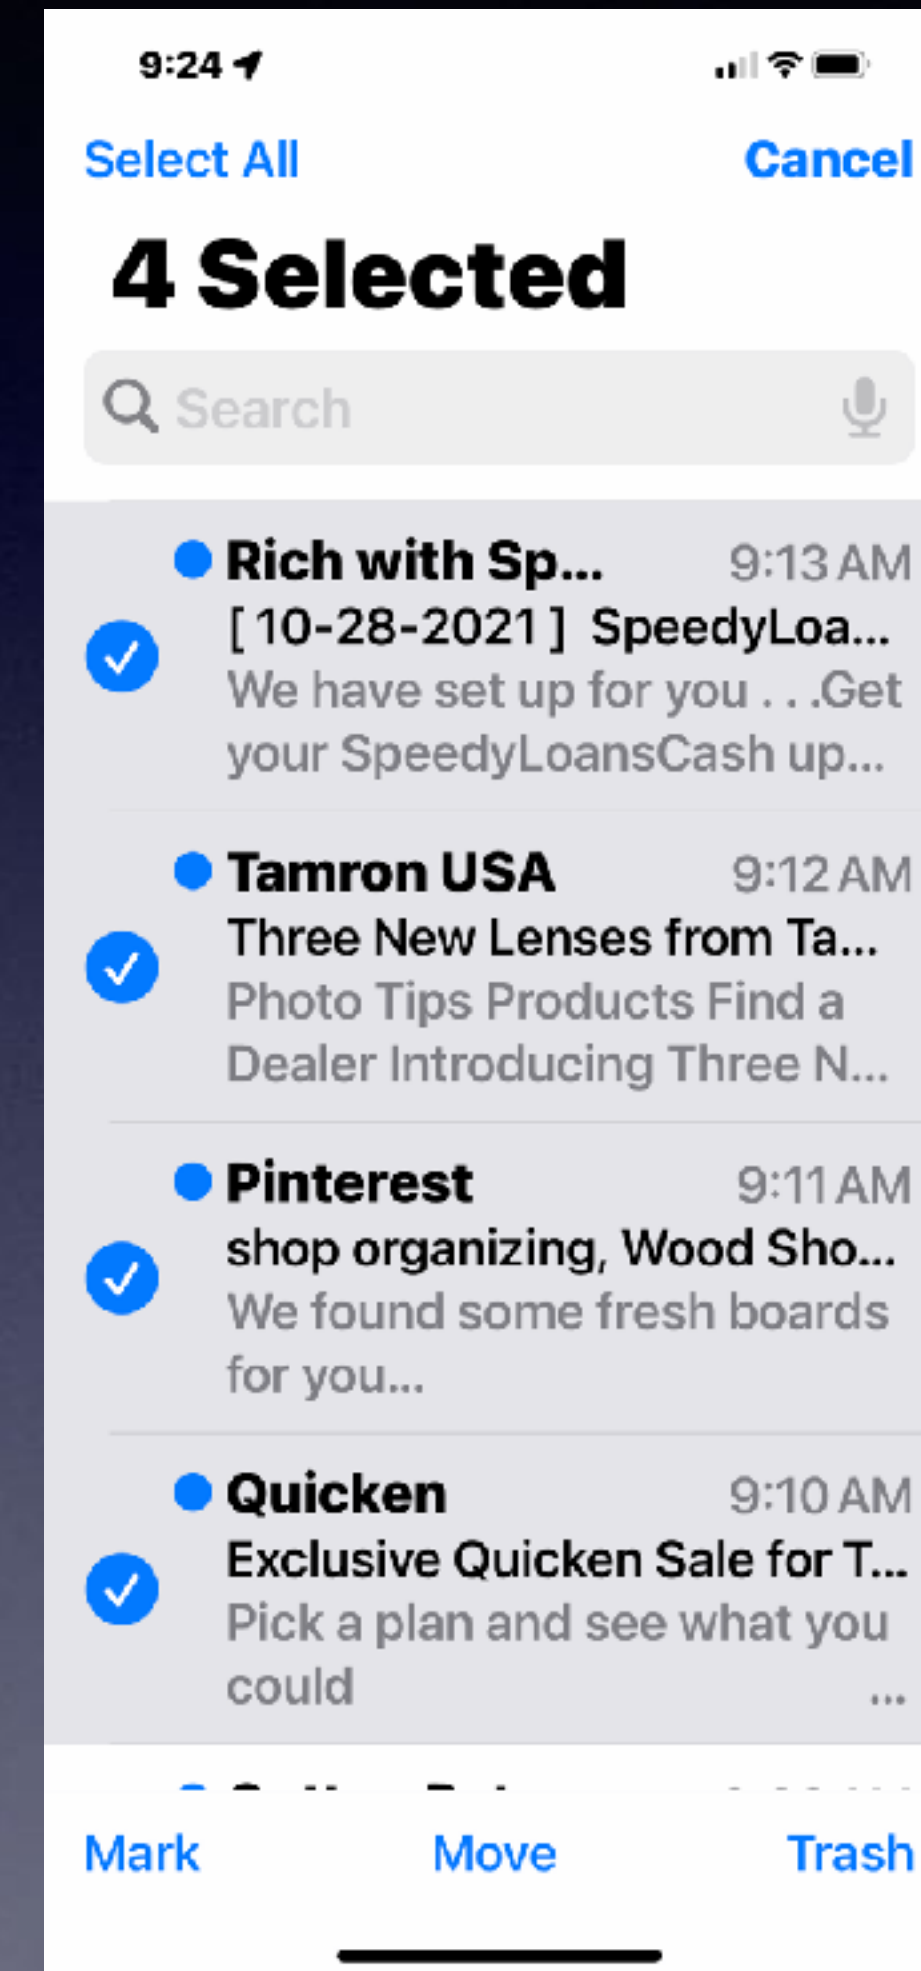 9:24
Select All Cancel
4 Selected
Search
Rich with Sp... 9:13 AM
[ 10-28-2021 ] SpeedyLoa...
We have set up for you . . .Get
your SpeedyLoansCash up...
Tamron USA 9:12 AM
Three New Lenses from Ta...
Photo Tips Products Find a
Dealer Introducing Three N...
Pinterest 9:11 AM
shop organizing, Wood Sho...
We found some fresh boards
for you...
Quicken 9:10 AM
Exclusive Quicken Sale for T...
Pick a plan and see what you
could ...
Mark Move Trash